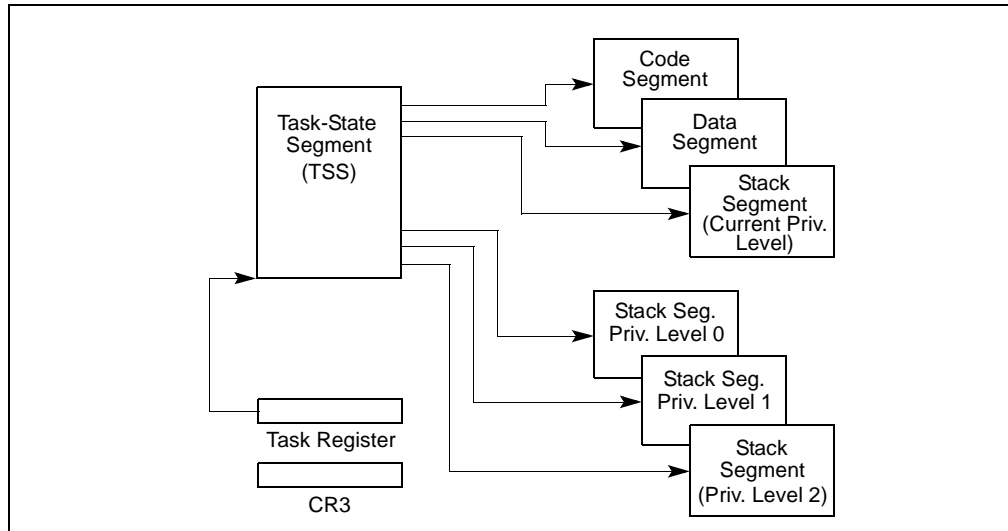 Task-State
Segment
(TSS)
Code
Segment
Data
Segment
Stack
Segment
(Current Priv.
Level)
Stack Seg.
Priv. Level 0
Stack Seg.
Priv. Level 1
Stack
Segment
(Priv. Level 2)
Task Register
CR3